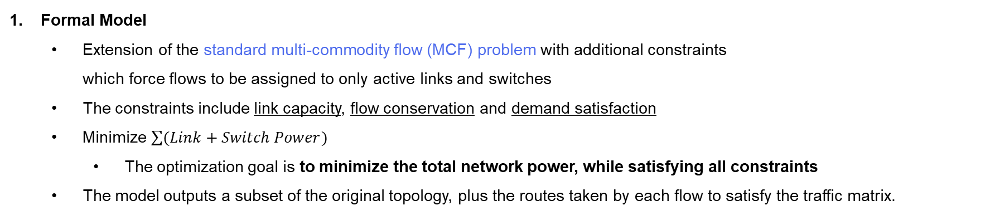 1. Formal Model
• Extension of the standard multi-commodity flow (MCF) problem with additional constraints
which force flows to be assigned to only active links and switches
• The constraints include link capacity, flow conservation and demand satisfaction
• Minimize ∑(Link + Switch Power)
• The optimization goal is to minimize the total network power, while satisfying all constraints
• The model outputs a subset of the original topology, plus the routes taken by each flow to satisfy the traffic matrix.